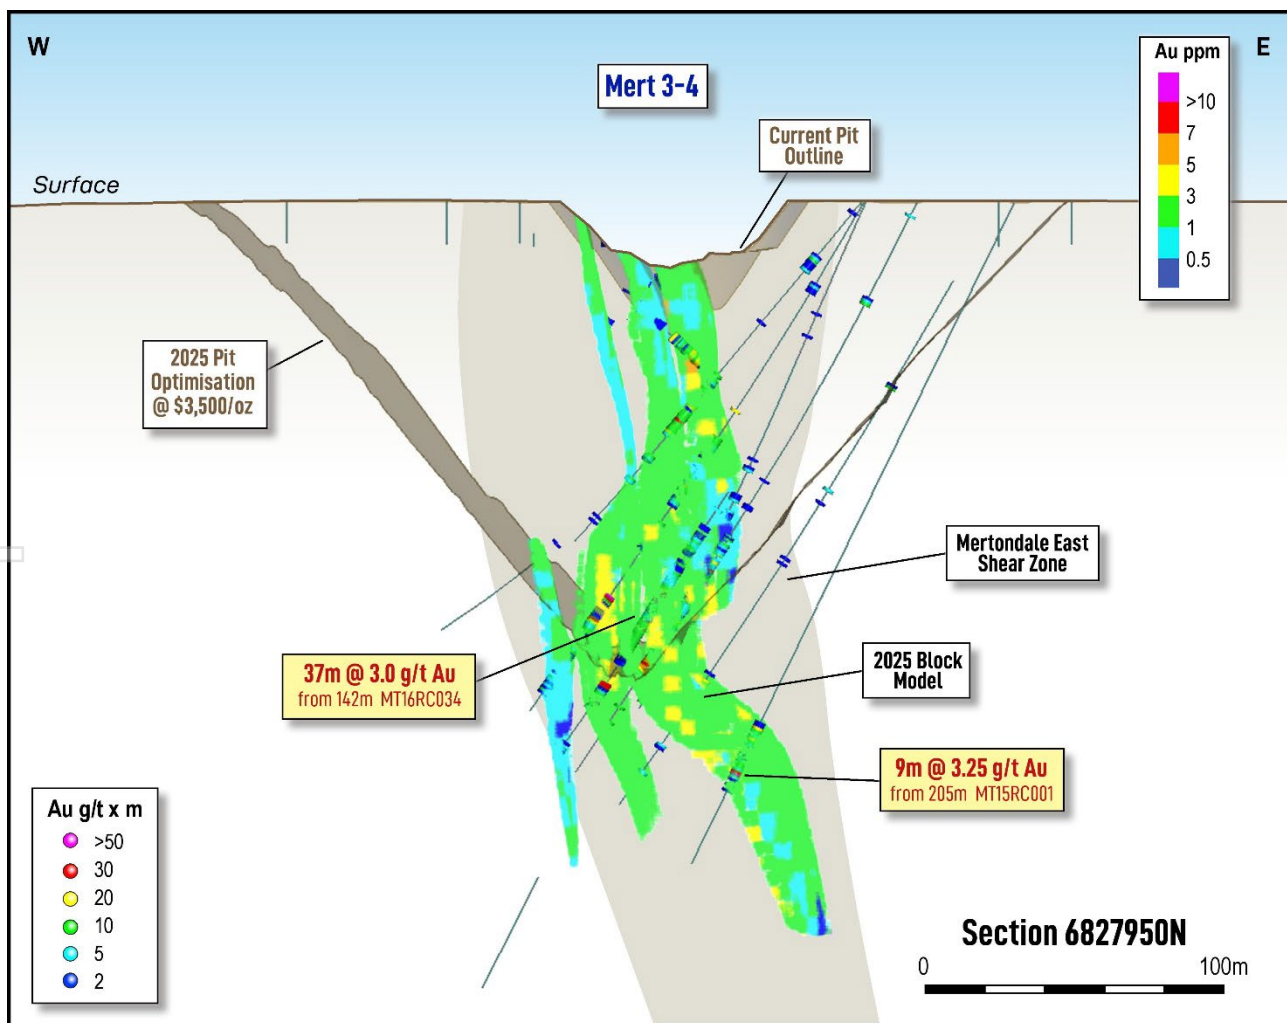 W
E
Mert 3-4
Au ppm
>10
7
5
3
1
0.5
Current Pit
Outline
Surface
2025 Pit
Optimisation
@ $3,500/oz
Mertondale East
Shear Zone
37m @ 3.0 g/t Au
from 142m MT16RC034
2025 Block
Model
9m @ 3.25 g/t Au
from 205m MT15RC001
Au g/t x m
>50
30
20
10
5
2
Section 6827950N
0
100m